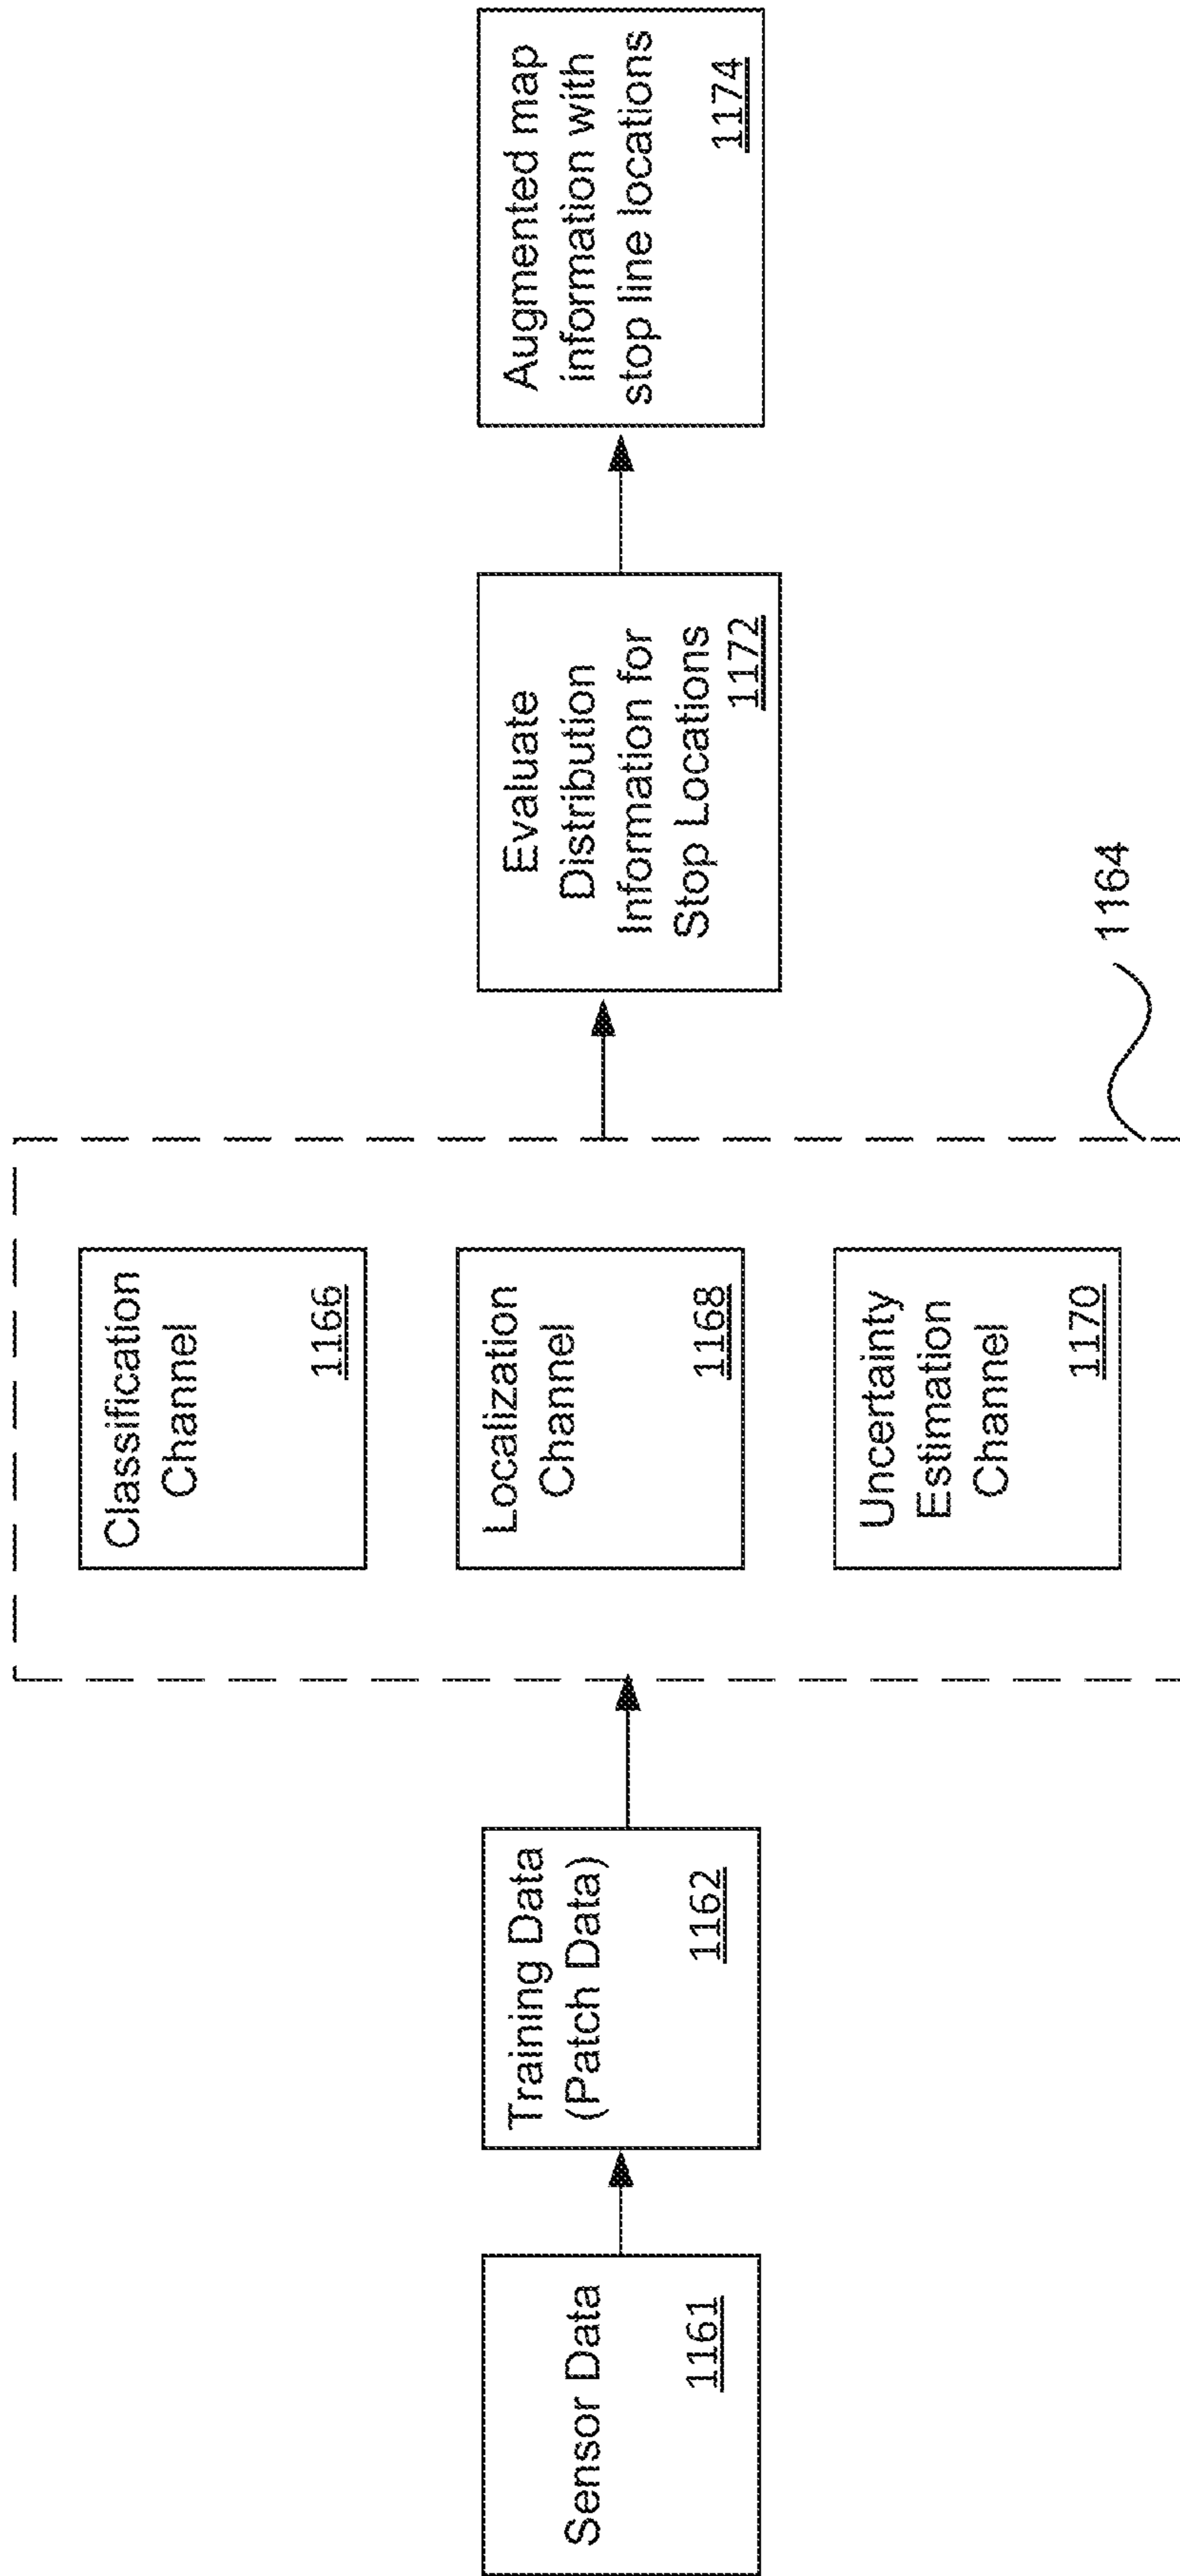 Sensor Data
1161
Training Data
(Patch Data)
1162
Classification
Channel
1166
Localization
Channel
1168
Uncertainty
Estimation
Channel
1170
1164
Evaluate
Distribution
Information for
Stop Locations
1172
Augmented map
information with
stop line locations
1174